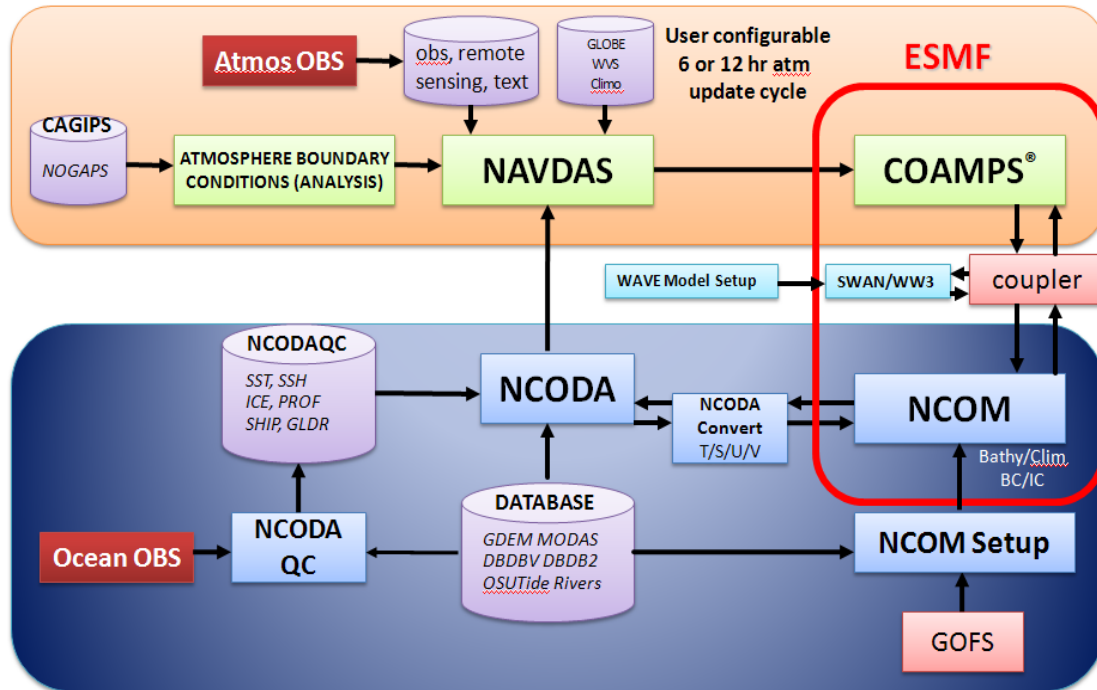 Atmos OBS
obs, remote
sensing, text
GLOBE
WVS
Climo
User configurable
6 or 12 hr atm
update cycle
ESMF
CAGIPS
NOGAPS
ATMOSPHERE BOUNDARY
CONDITIONS (ANALYSIS)
NAVDAS
COAMPS®
WAVE Model Setup
SWAN/WW3
coupler
NCODAQC
SST, SSH
ICE, PROF
SHIP, GLDR
NCODA
NCODA
Convert
T/S/U/V
NCOM
Bathy/Clim
BC/IC
DATABASE
GDEM MODAS
DBDBV DBDB2
OSUTide Rivers
Ocean OBS
NCODA
QC
NCOM Setup
GOFS